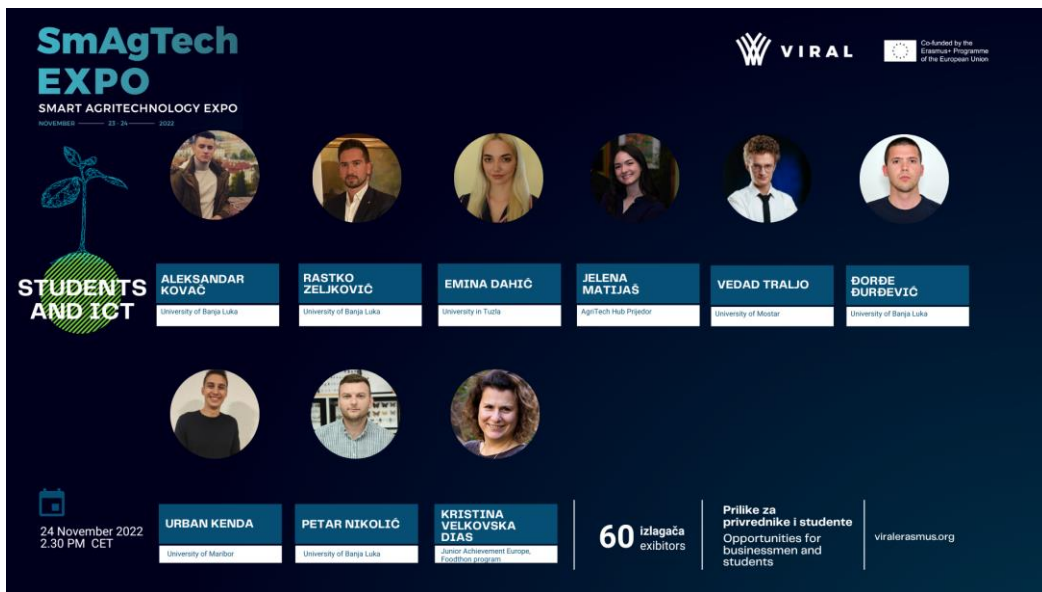 SmAgTech
EXPO
SMART AGRITECHNOLOGY EXPO
NOVEMBER 23 - 24 2022
VIRAL
Co-funded by the
Erasmus+ Programme
of the European Union
STUDENTS
AND ICT
ALEKSANDAR
KOVAČ
University of Banja Luka
RASTKO
ZELJKOVIĆ
University of Banja Luka
EMINA DAHIĆ
University in Tuzla
JELENA
MATIJAŠ
AgriTech Hub Prijedor
VEDAD TRALJO
University of Mostar
ĐORĐE
ĐURĐEVIĆ
University of Banja Luka
24 November 2022
2.30 PM CET
URBAN KENDA
University of Maribor
PETAR NIKOLIĆ
University of Banja Luka
KRISTINA
VELKOVSKA
DIAS
Junior Achievement Europe,
Foodthon program
60 izlagača
exibitors
Prilike za
privrednike i studente
Opportunities for
businessmen and
students
viralerasmus.org